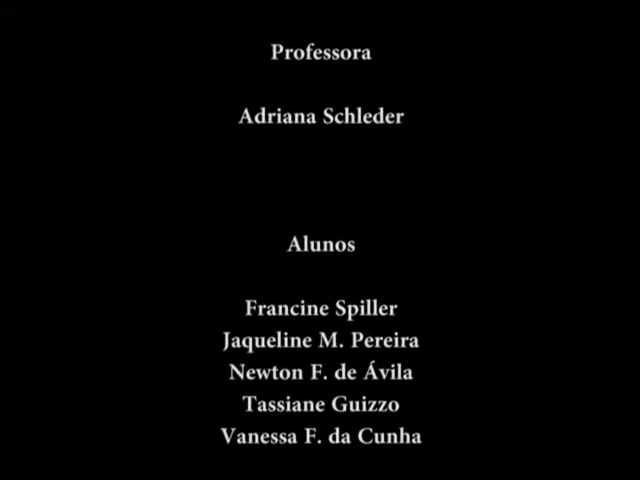 Professora
Adriana Schleder
Alunos
Francine Spiller
Jaqueline M. Pereira
Newton F. de Ávila
Tassiane Guizzo
Vanessa F. da Cunha